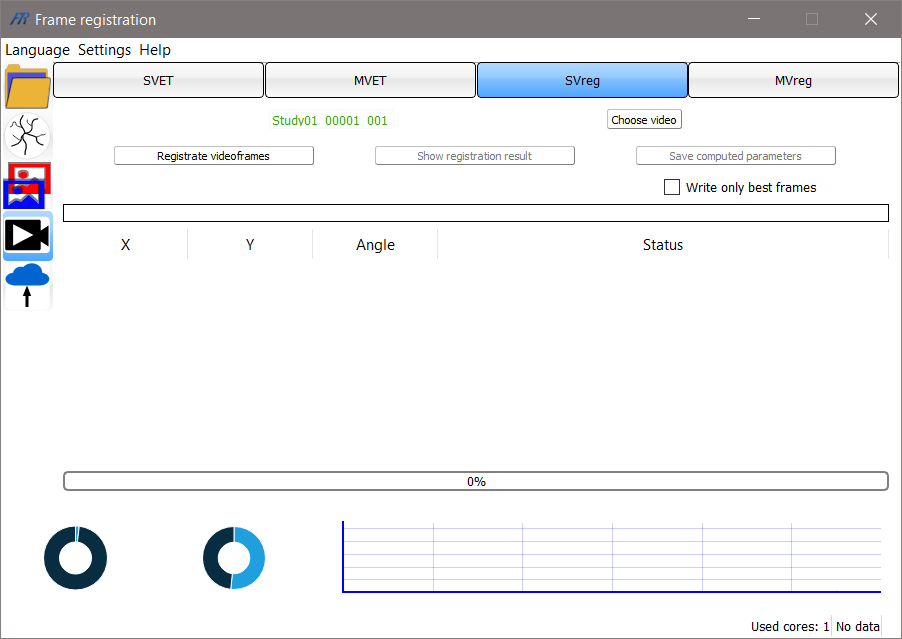 FR Frame registration
Language Settings Help
SVET MVET SVreg MVreg
Study01 00001 001 Choose video
Registrate videoframes Show registration result Save computed parameters
Write only best frames
X Y Angle Status
0%
Used cores: 1 No data